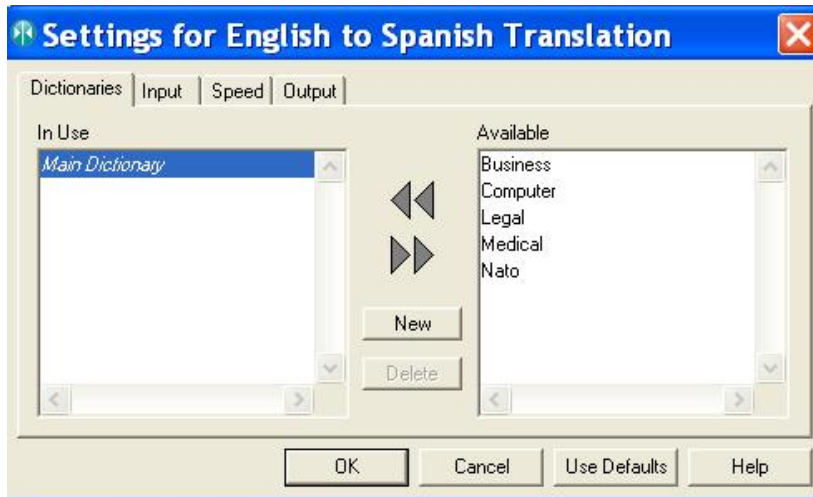 Settings for English to Spanish Translation
Dictionaries Input Speed Output
In Use
Main Dictionary
Available
Business
Computer
Legal
Medical
Nato
New
Delete
OK Cancel Use Defaults Help